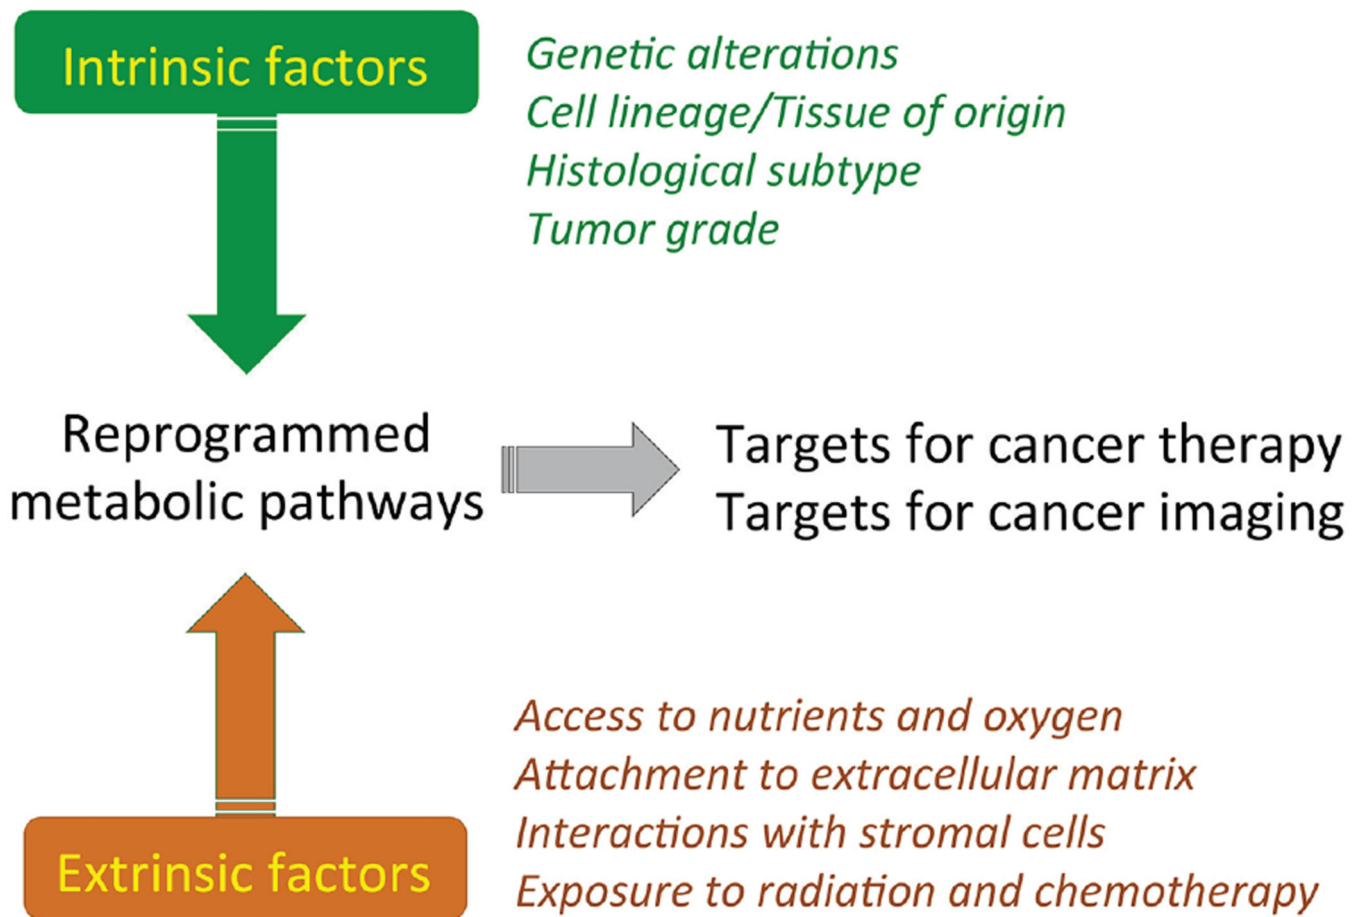 Intrinsic factors
Genetic alterations
Cell lineage/Tissue of origin
Histological subtype
Tumor grade
Reprogrammed
metabolic pathways
Targets for cancer therapy
Targets for cancer imaging
Access to nutrients and oxygen
Attachment to extracellular matrix
Interactions with stromal cells
Exposure to radiation and chemotherapy
Extrinsic factors